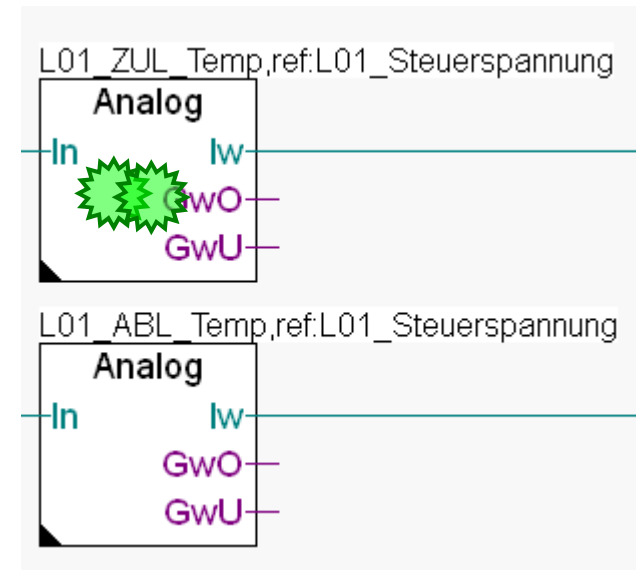 L01_ZUL_Temp,ref:L01_Steuerspannung
Analog
In Iw
GwO
GwU
L01_ABL_Temp,ref:L01_Steuerspannung
Analog
In Iw
GwO
GwU